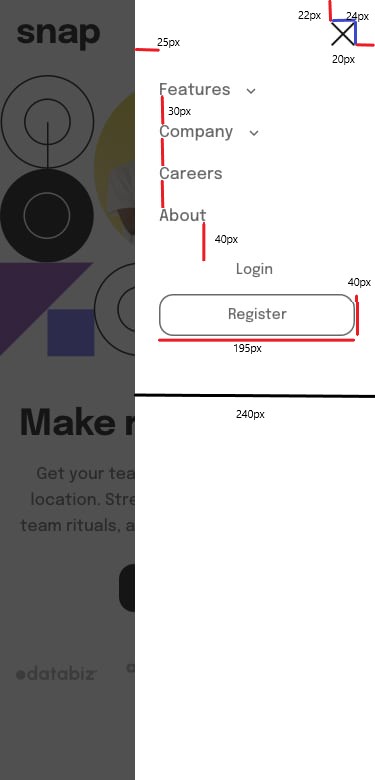 snap
22px
24px
25px
20px
Features
30px
Company
Careers
About
40px
Login
40px
Register
195px
240px
Make r
Get your tea
location. Stre
team rituals, a
databiz